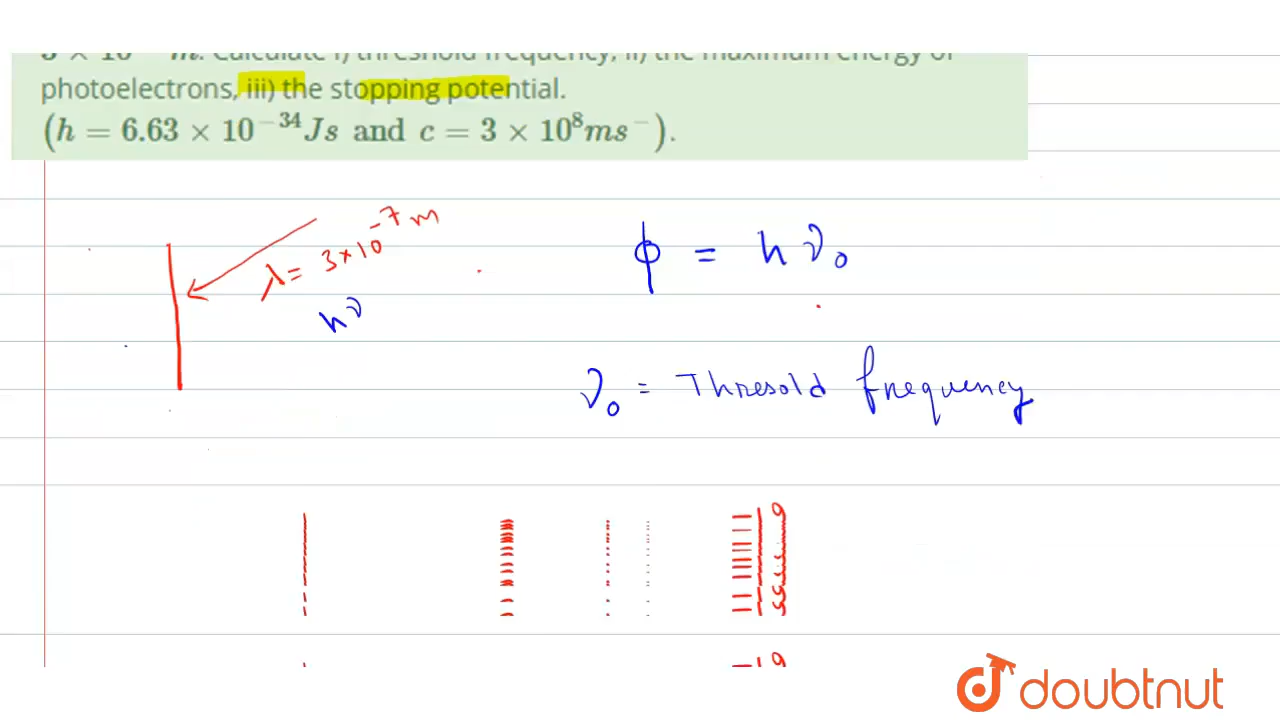 photoelectrons, iii) the stopping potential.
(h = 6.63 × 10⁻³⁴ Js and c = 3 × 10⁸ ms⁻).
λ = 3×10⁻⁷ m
hν
ϕ = hν₀
ν₀ = Thresold frequency
-19
doubtnut